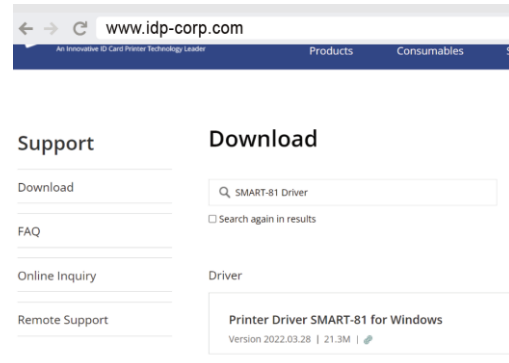 www.idp-corp.com
An Innovative ID Card Printer Technology Leader
Products Consumables
Support
Download
FAQ
Online Inquiry
Remote Support
Download
SMART-81 Driver
Search again in results
Driver
Printer Driver SMART-81 for Windows
Version 2022.03.28 | 21.3M |